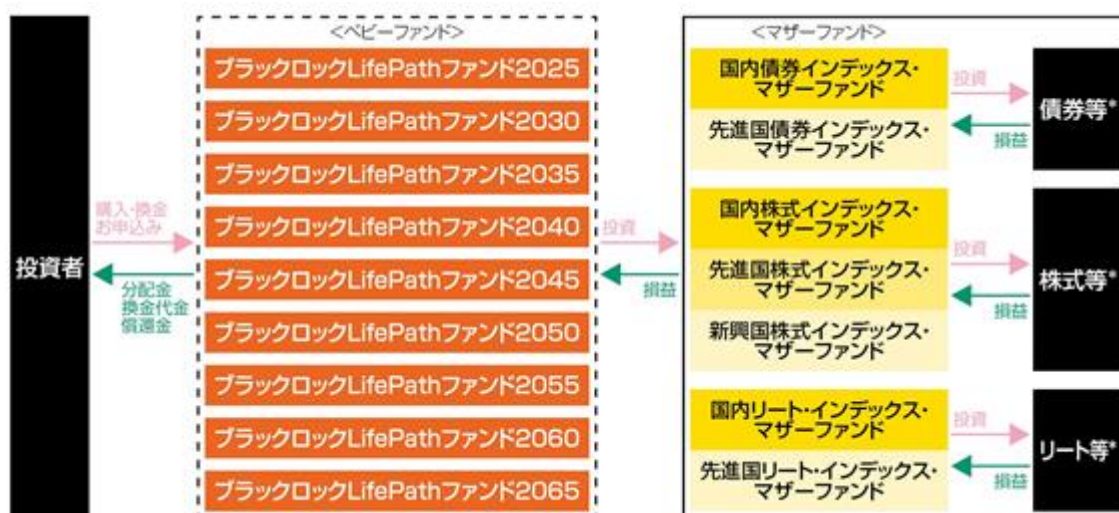 投資者
購入・換金
お申込み
分配金
換金代金
償還金
<ベビーファンド>
ブラックロックLifePathファンド2025
ブラックロックLifePathファンド2030
ブラックロックLifePathファンド2035
ブラックロックLifePathファンド2040
ブラックロックLifePathファンド2045
ブラックロックLifePathファンド2050
ブラックロックLifePathファンド2055
ブラックロックLifePathファンド2060
ブラックロックLifePathファンド2065
投資
損益
<マザーファンド>
国内債券インデックス・
マザーファンド
先進国債券インデックス・
マザーファンド
投資
損益
債券等*
国内株式インデックス・
マザーファンド
先進国株式インデックス・
マザーファンド
新興国株式インデックス・
マザーファンド
投資
損益
株式等*
国内リート・インデックス・
マザーファンド
先進国リート・インデックス・
マザーファンド
投資
損益
リート等*